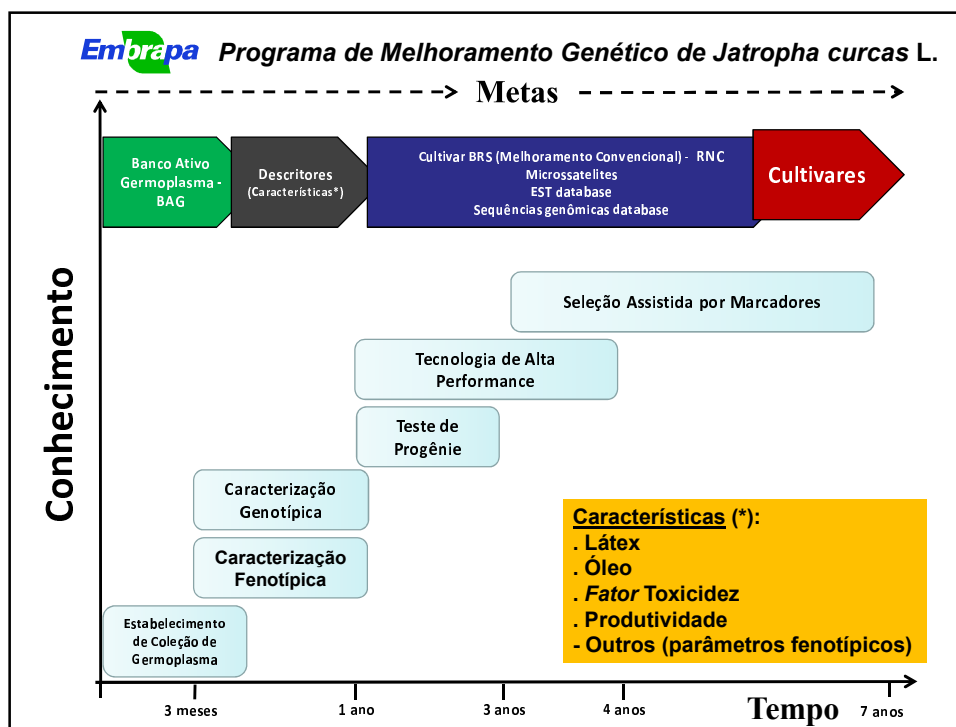 Embrapa Programa de Melhoramento Genético de Jatropha curcas L.
Metas
Banco Ativo
Germoplasma -
BAG
Descritores
(Características*)
Cultivar BRS (Melhoramento Convencional) - RNC
Microssatelites
EST database
Sequências genômicas database
Cultivares
Conhecimento
Seleção Assistida por Marcadores
Tecnologia de Alta
Performance
Teste de
Progênie
Caracterização
Genotípica
Caracterização
Fenotípica
Estabelecimento
de Coleção de
Germoplasma
Características (*):
. Látex
. Óleo
. Fator Toxicidez
. Produtividade
- Outros (parâmetros fenotípicos)
3 meses
1 ano
3 anos
4 anos
Tempo
7 anos